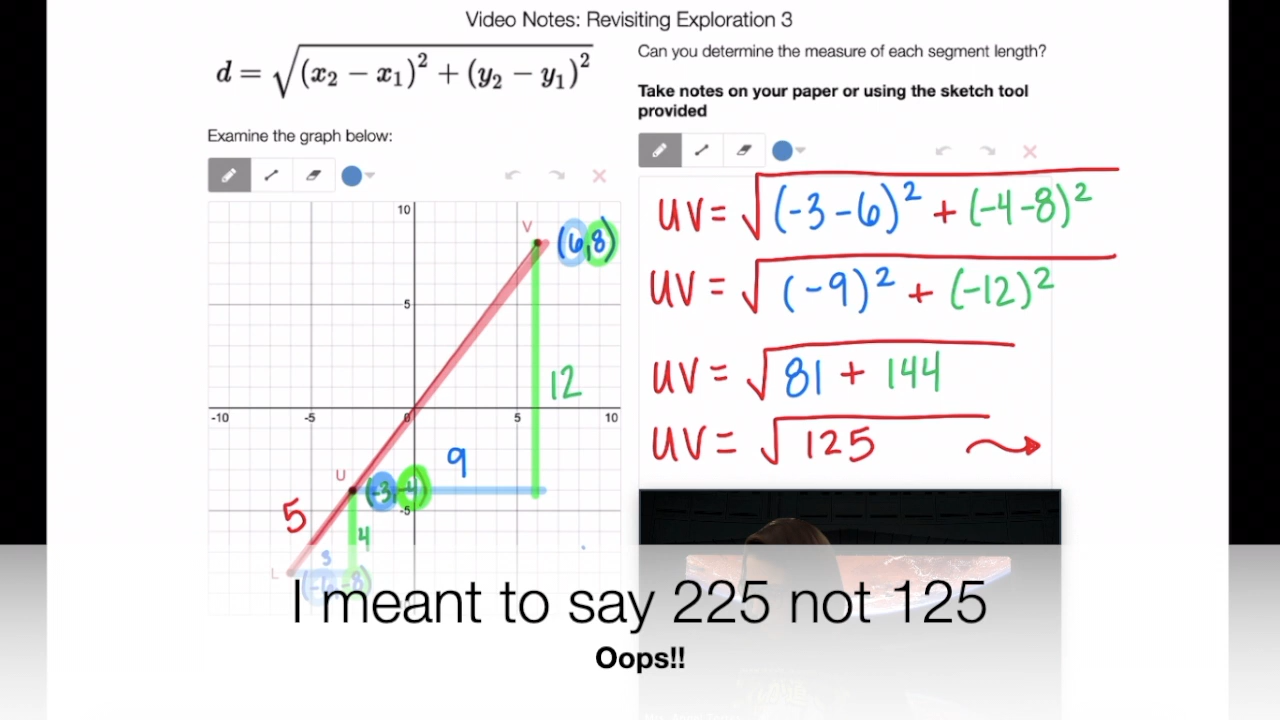 Video Notes: Revisiting Exploration 3
d = √(x₂ − x₁)² + (y₂ − y₁)²
Examine the graph below:
10
V
(6,8)
5
12
-10
-5
0
5
10
9
U
(-3,-4)
-5
5
4
3
L
(-6,-8)
Can you determine the measure of each segment length?
Take notes on your paper or using the sketch tool
provided
UV = √(-3-6)² + (-4-8)²
UV = √(-9)² + (-12)²
UV = √81 + 144
UV = √125
I meant to say 225 not 125
Oops!!